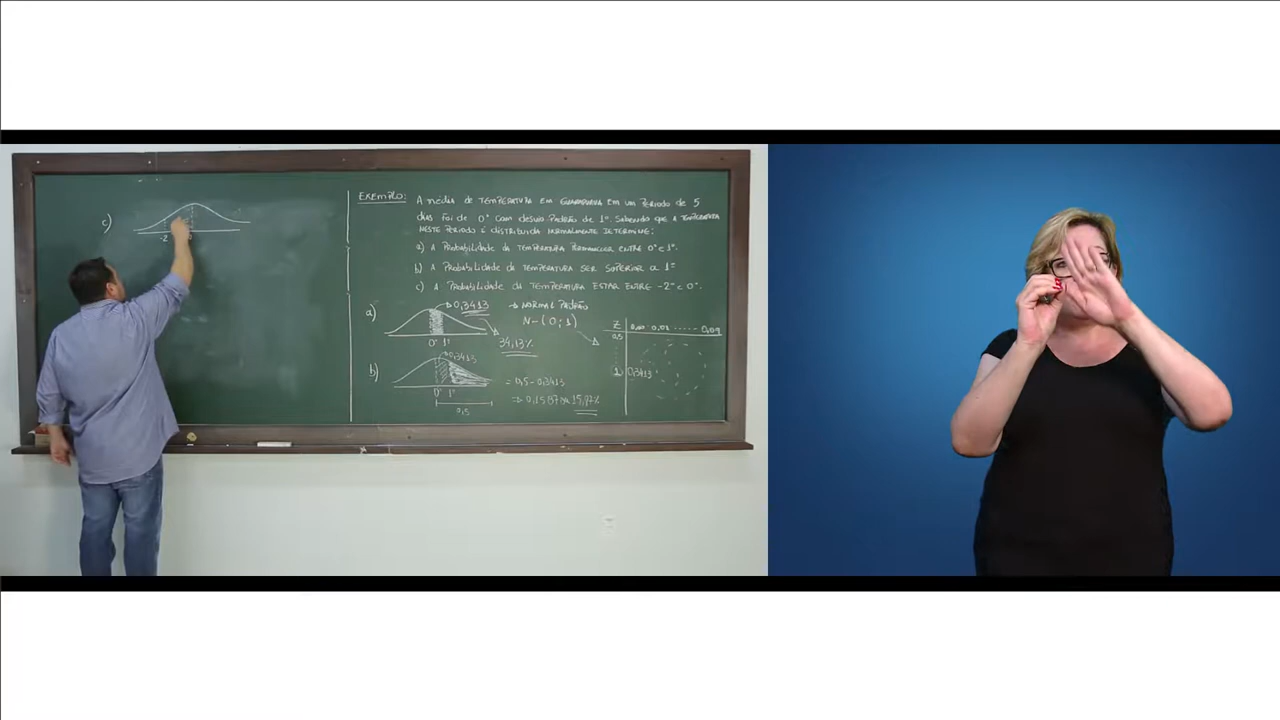 c)
-2
EXEMPLO: A média de TEMPERATURA EM GUARAPUAVA EM UM PERÍODO DE 5
dias foi de 0° com desvio PADRÃO de 1°. Sabendo que a TEMPERATURA
NESTE PERÍODO É DISTRIBUÍDA NORMALMENTE DETERMINE:
a) A Probabilidade da TEMPERATURA PERMANECER ENTRE 0° E 1°.
b) A Probabilidade da TEMPERATURA SER SUPERIOR a 1°
c) A Probabilidade da TEMPERATURA ESTAR ENTRE -2° E 0°.
a) 0,3413 → NORMAL PADRÃO
N~(0;1)
0° 1°
34,13%
Z 0,00 0,01 ..... 0,09
1,0 0,3413
b) 0,3413
0° 1°
0,5
= 0,5-0,3413
⇒ 0,1587 15,87%